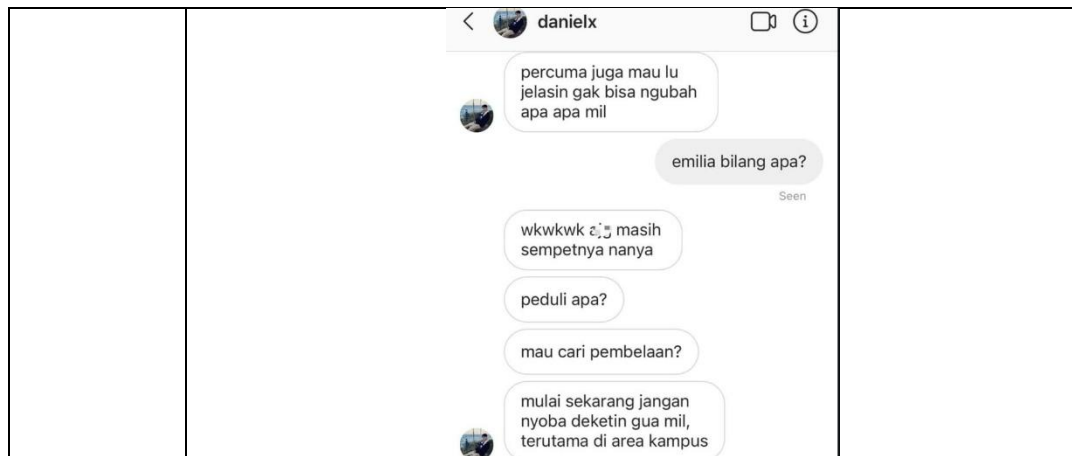 danielx
percuma juga mau lu
jelasin gak bisa ngubah
apa apa mil
emilia bilang apa?
Seen
wkwkwk masih
sempetnya nanya
peduli apa?
mau cari pembelaan?
mulai sekarang jangan
nyoba deketin gua mil,
terutama di area kampus